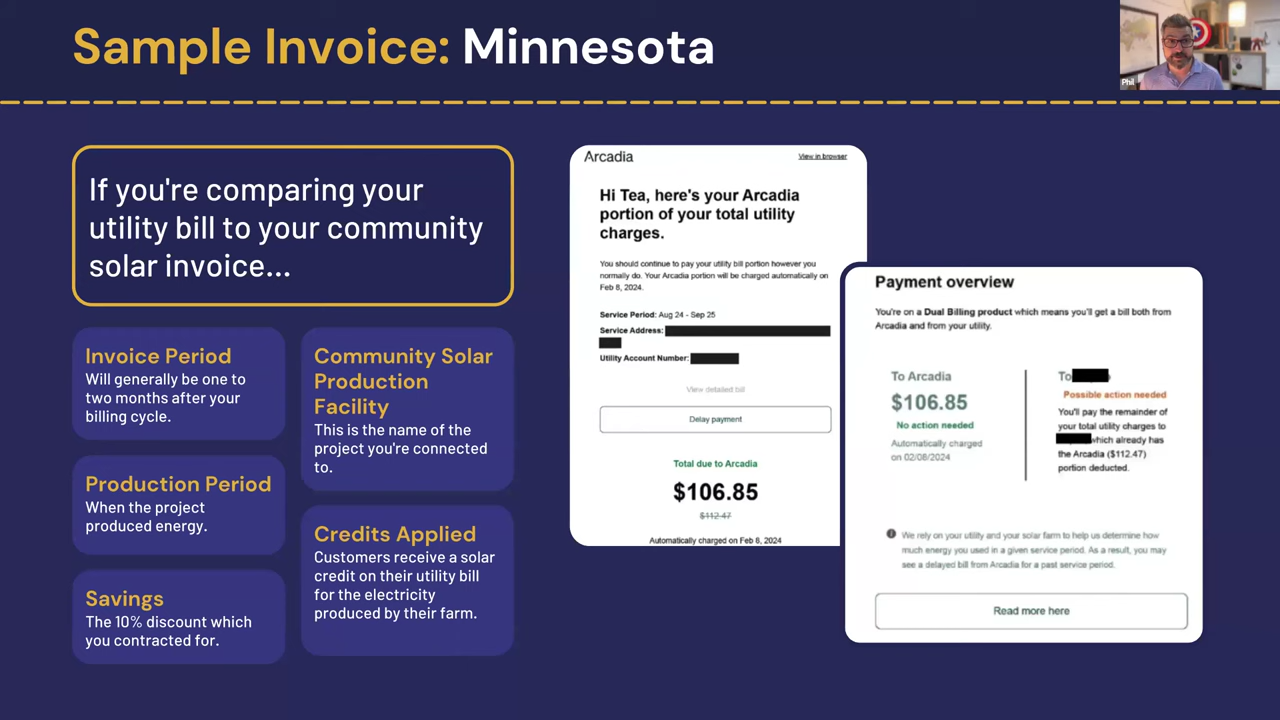 Sample Invoice: Minnesota
Phil
If you're comparing your
utility bill to your community
solar invoice...
Invoice Period
Will generally be one to
two months after your
billing cycle.
Production Period
When the project
produced energy.
Savings
The 10% discount which
you contracted for.
Community Solar
Production
Facility
This is the name of the
project you're connected
to.
Credits Applied
Customers receive a solar
credit on their utility bill
for the electricity
produced by their farm.
Arcadia
View in browser
Hi Tea, here's your Arcadia
portion of your total utility
charges.
You should continue to pay your utility bill portion however you
normally do. Your Arcadia portion will be charged automatically on
Feb 8, 2024.
Service Period: Aug 24 - Sep 25
Service Address:
Utility Account Number:
View detailed bill
Delay payment
Total due to Arcadia
$106.85
$112.47
Automatically charged on Feb 8, 2024
Payment overview
You're on a Dual Billing product which means you'll get a bill both from
Arcadia and from your utility.
To Arcadia
$106.85
No action needed
Automatically charged
on 02/08/2024
To
Possible action needed
You'll pay the remainder of
your total utility charges to
which already has
the Arcadia ($112.47)
portion deducted.
We rely on your utility and your solar farm to help us determine how
much energy you used in a given service period. As a result, you may
see a delayed bill from Arcadia for a past service period.
Read more here